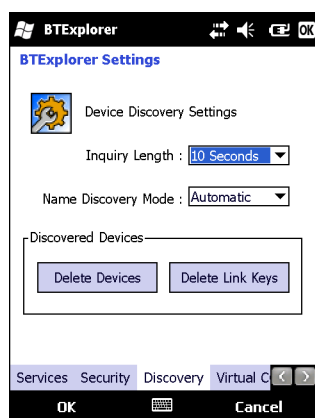 BTExplorer OK
BTExplorer Settings
Device Discovery Settings
Inquiry Length : 10 Seconds
Name Discovery Mode : Automatic
Discovered Devices
Delete Devices Delete Link Keys
Services Security Discovery Virtual C
OK Cancel